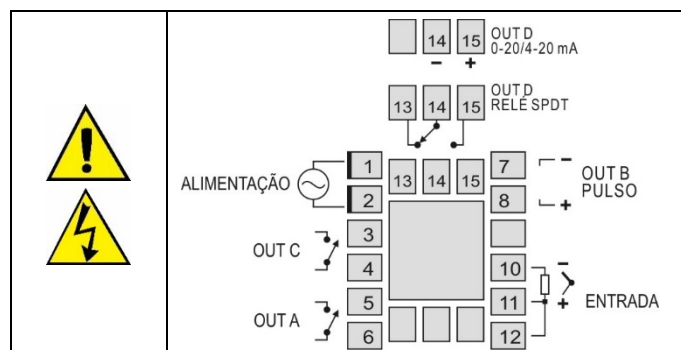 14 15 OUT D
0-20/4-20 mA
− +
13 14 15 OUT D
RELÉ SPDT
ALIMENTAÇÃO
1
2
13 14 15
7 −
8 +
OUT B
PULSO
OUT C
3
4
OUT A
5
6
10 −
11 +
12
ENTRADA